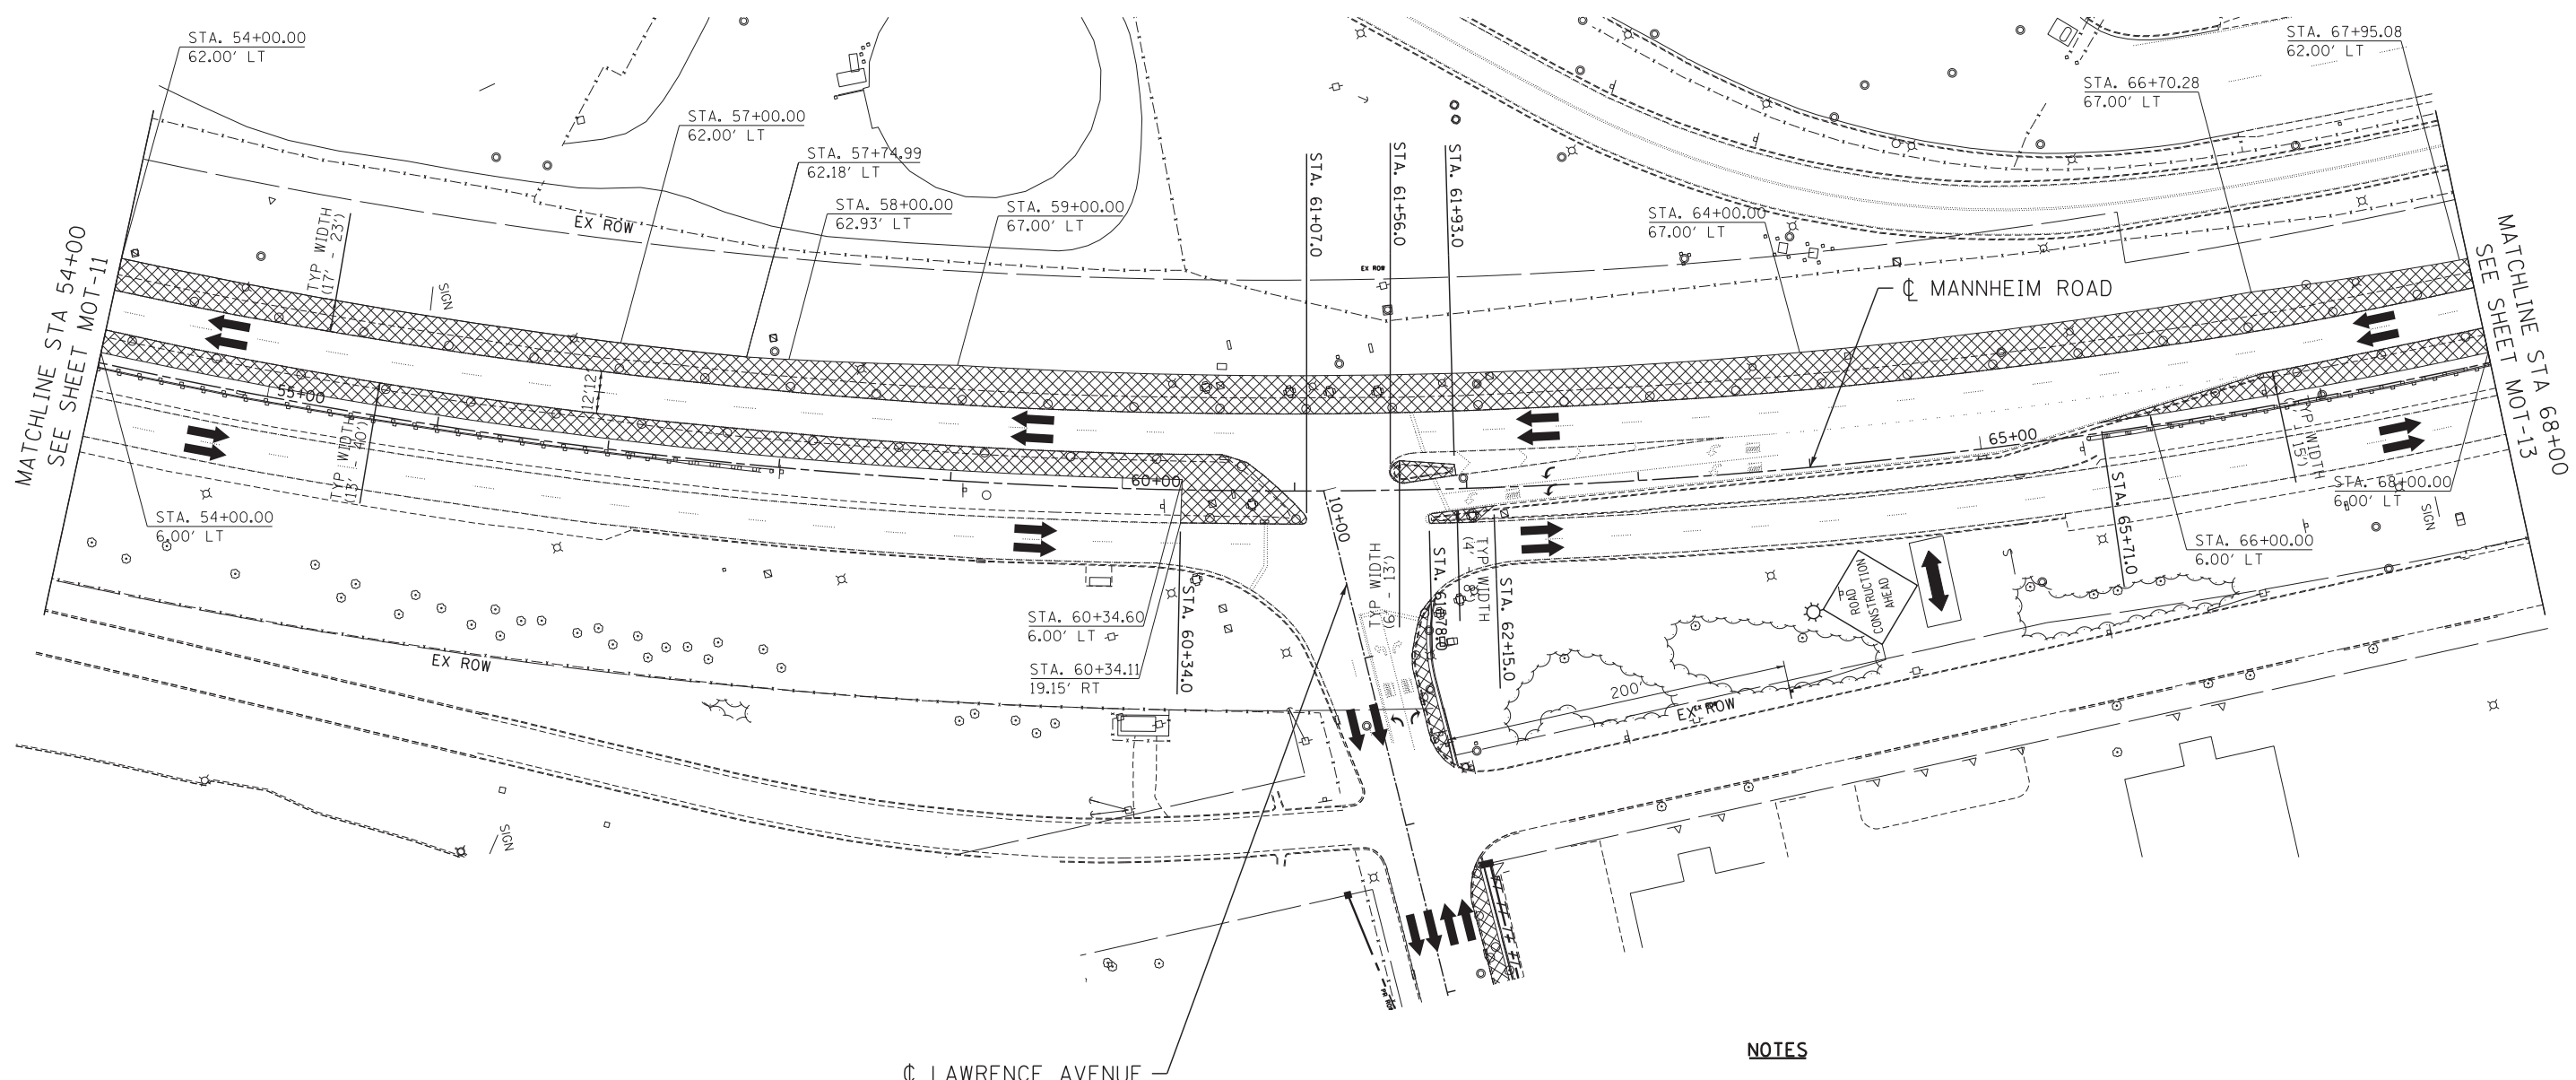 STA. 54+00.00
62.00' LT
STA. 57+00.00
62.00' LT
STA. 57+74.99
62.18' LT
STA. 58+00.00
62.93' LT
STA. 59+00.00
67.00' LT
STA. 61+07.0
STA. 61+56.0
STA. 61+93.0
STA. 64+00.00
67.00' LT
STA. 66+70.28
67.00' LT
STA. 67+95.08
62.00' LT
MATCHLINE STA 54+00
SEE SHEET MOT-11
TYP WIDTH
(17' - 23')
SIGN
EX ROW
EX ROW
₵ MANNHEIM ROAD
MATCHLINE STA 68+00
SEE SHEET MOT-13
55+00
12'
12'
60+00
65+00
10+00
TYP WIDTH
(13' - 40')
STA. 54+00.00
6.00' LT
STA. 60+34.60
6.00' LT
STA. 60+34.11
19.15' RT
STA. 60+34.0
TYP WIDTH
(6' - 13')
STA. 61+78.0
TYP WIDTH
STA. 62+15.0
STA. 65+71.0
TYP WIDTH
STA. 66+00.00
6.00' LT
STA. 68+00.00
6.00' LT
SIGN
ROAD
CONSTRUCTION
AHEAD
200'
EX ROW
EX ROW
SIGN
₵ LAWRENCE AVENUE
NOTES